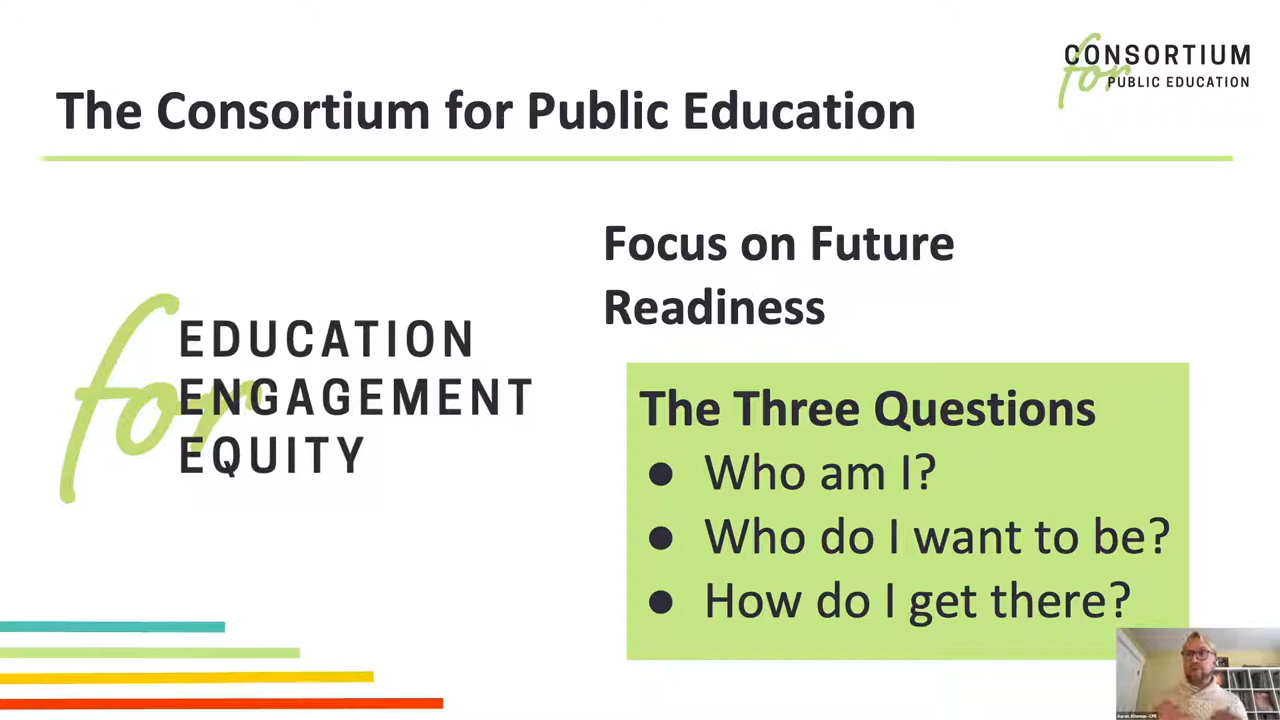 CONSORTIUM
for PUBLIC EDUCATION
The Consortium for Public Education
Focus on Future
Readiness
for
EDUCATION
ENGAGEMENT
EQUITY
The Three Questions
● Who am I?
● Who do I want to be?
● How do I get there?